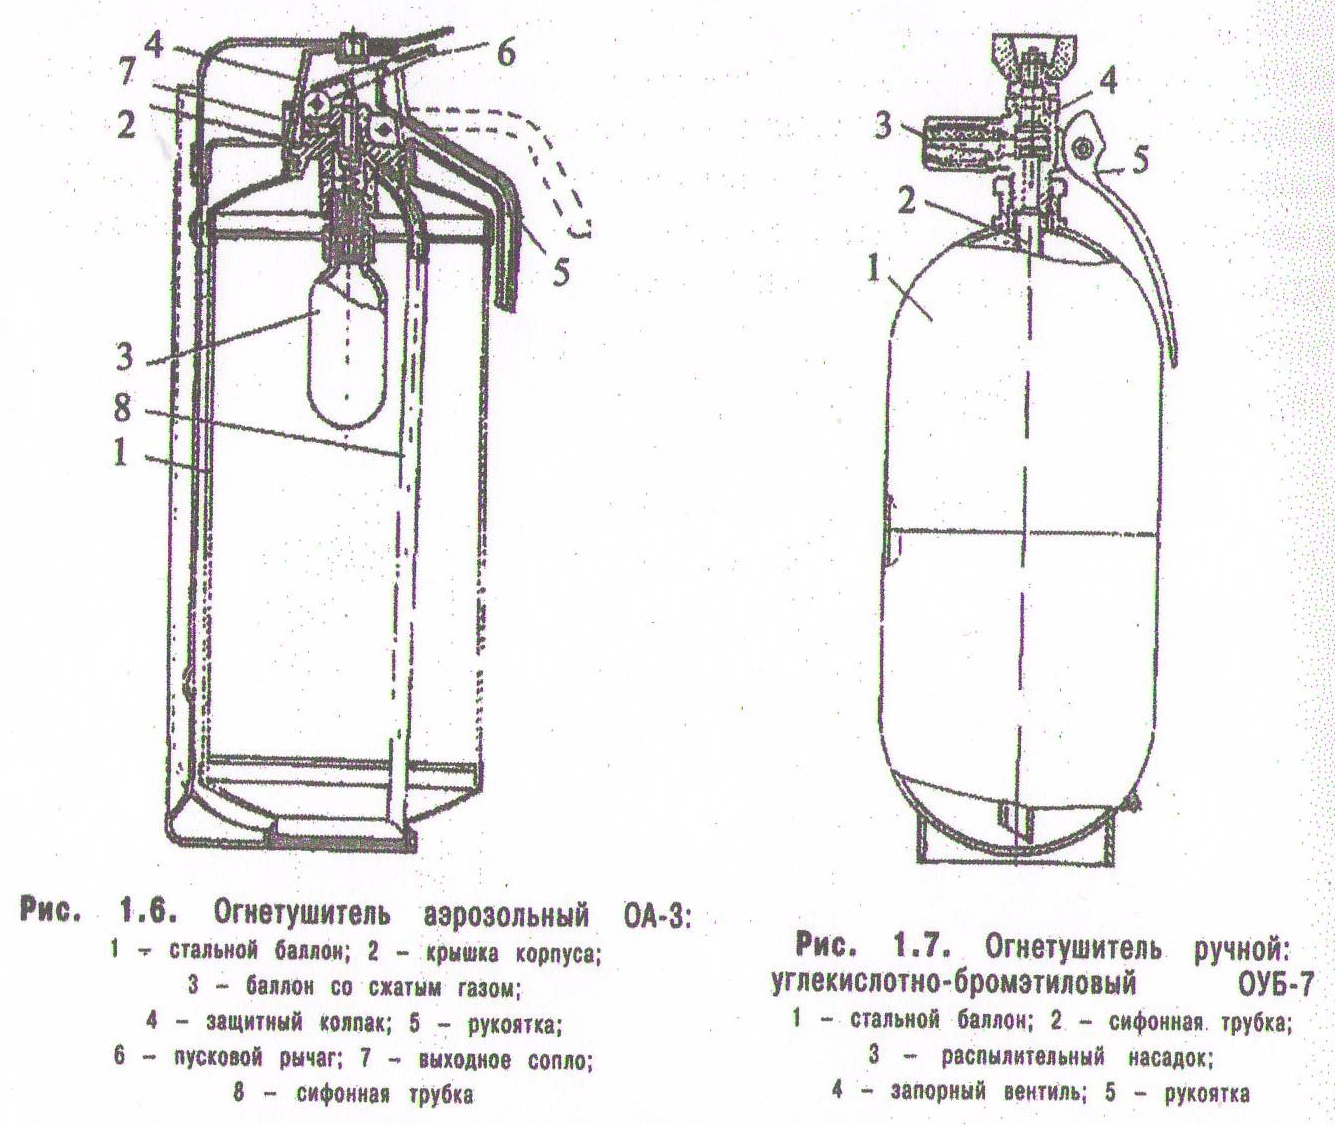 4
7
2
6
5
3
8
1
4
3
5
2
1
Рис. 1.6. Огнетушитель аэрозольный ОА-3:
1 – стальной баллон; 2 – крышка корпуса;
3 – баллон со сжатым газом;
4 – защитный колпак; 5 – рукоятка;
6 – пусковой рычаг; 7 – выходное сопло;
8 – сифонная трубка
Рис. 1.7. Огнетушитель ручной:
углекислотно-бромэтиловый ОУБ-7
1 – стальной баллон; 2 – сифонная трубка;
3 – распылительный насадок;
4 – запорный вентиль; 5 – рукоятка